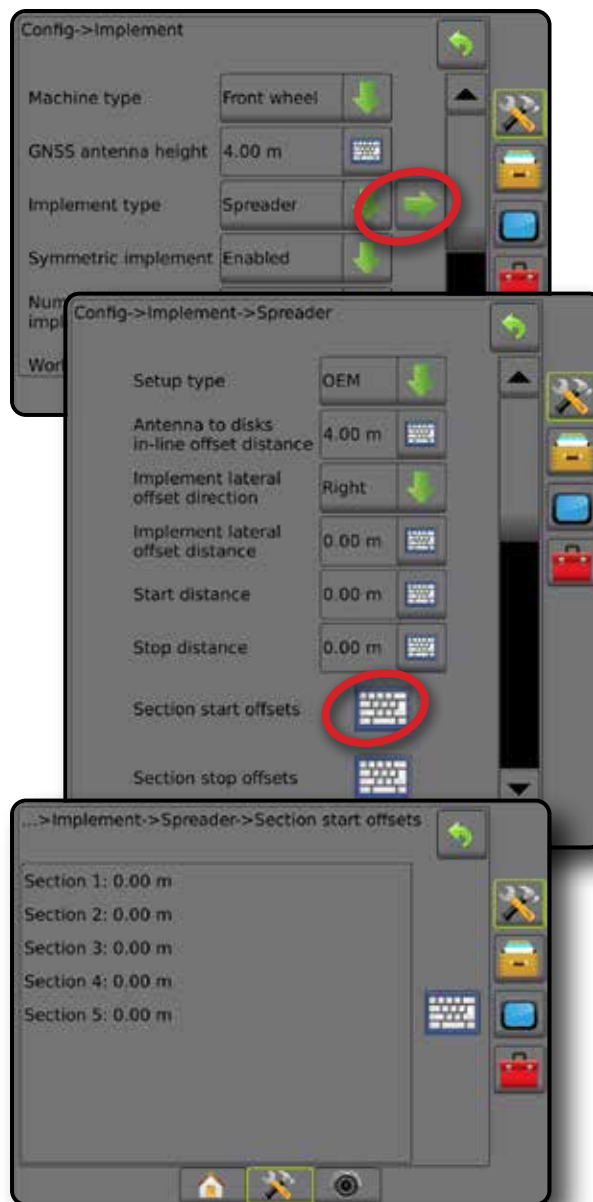 Config->Implement
Machine type Front wheel
GNSS antenna height 4.00 m
Implement type Spreader
Symmetric implement Enabled
Num
impl
Wor
Config->Implement->Spreader
Setup type OEM
Antenna to disks
in-line offset distance 4.00 m
Implement lateral
offset direction Right
Implement lateral
offset distance 0.00 m
Start distance 0.00 m
Stop distance 0.00 m
Section start offsets
Section stop offsets
...>Implement->Spreader->Section start offsets
Section 1: 0.00 m
Section 2: 0.00 m
Section 3: 0.00 m
Section 4: 0.00 m
Section 5: 0.00 m